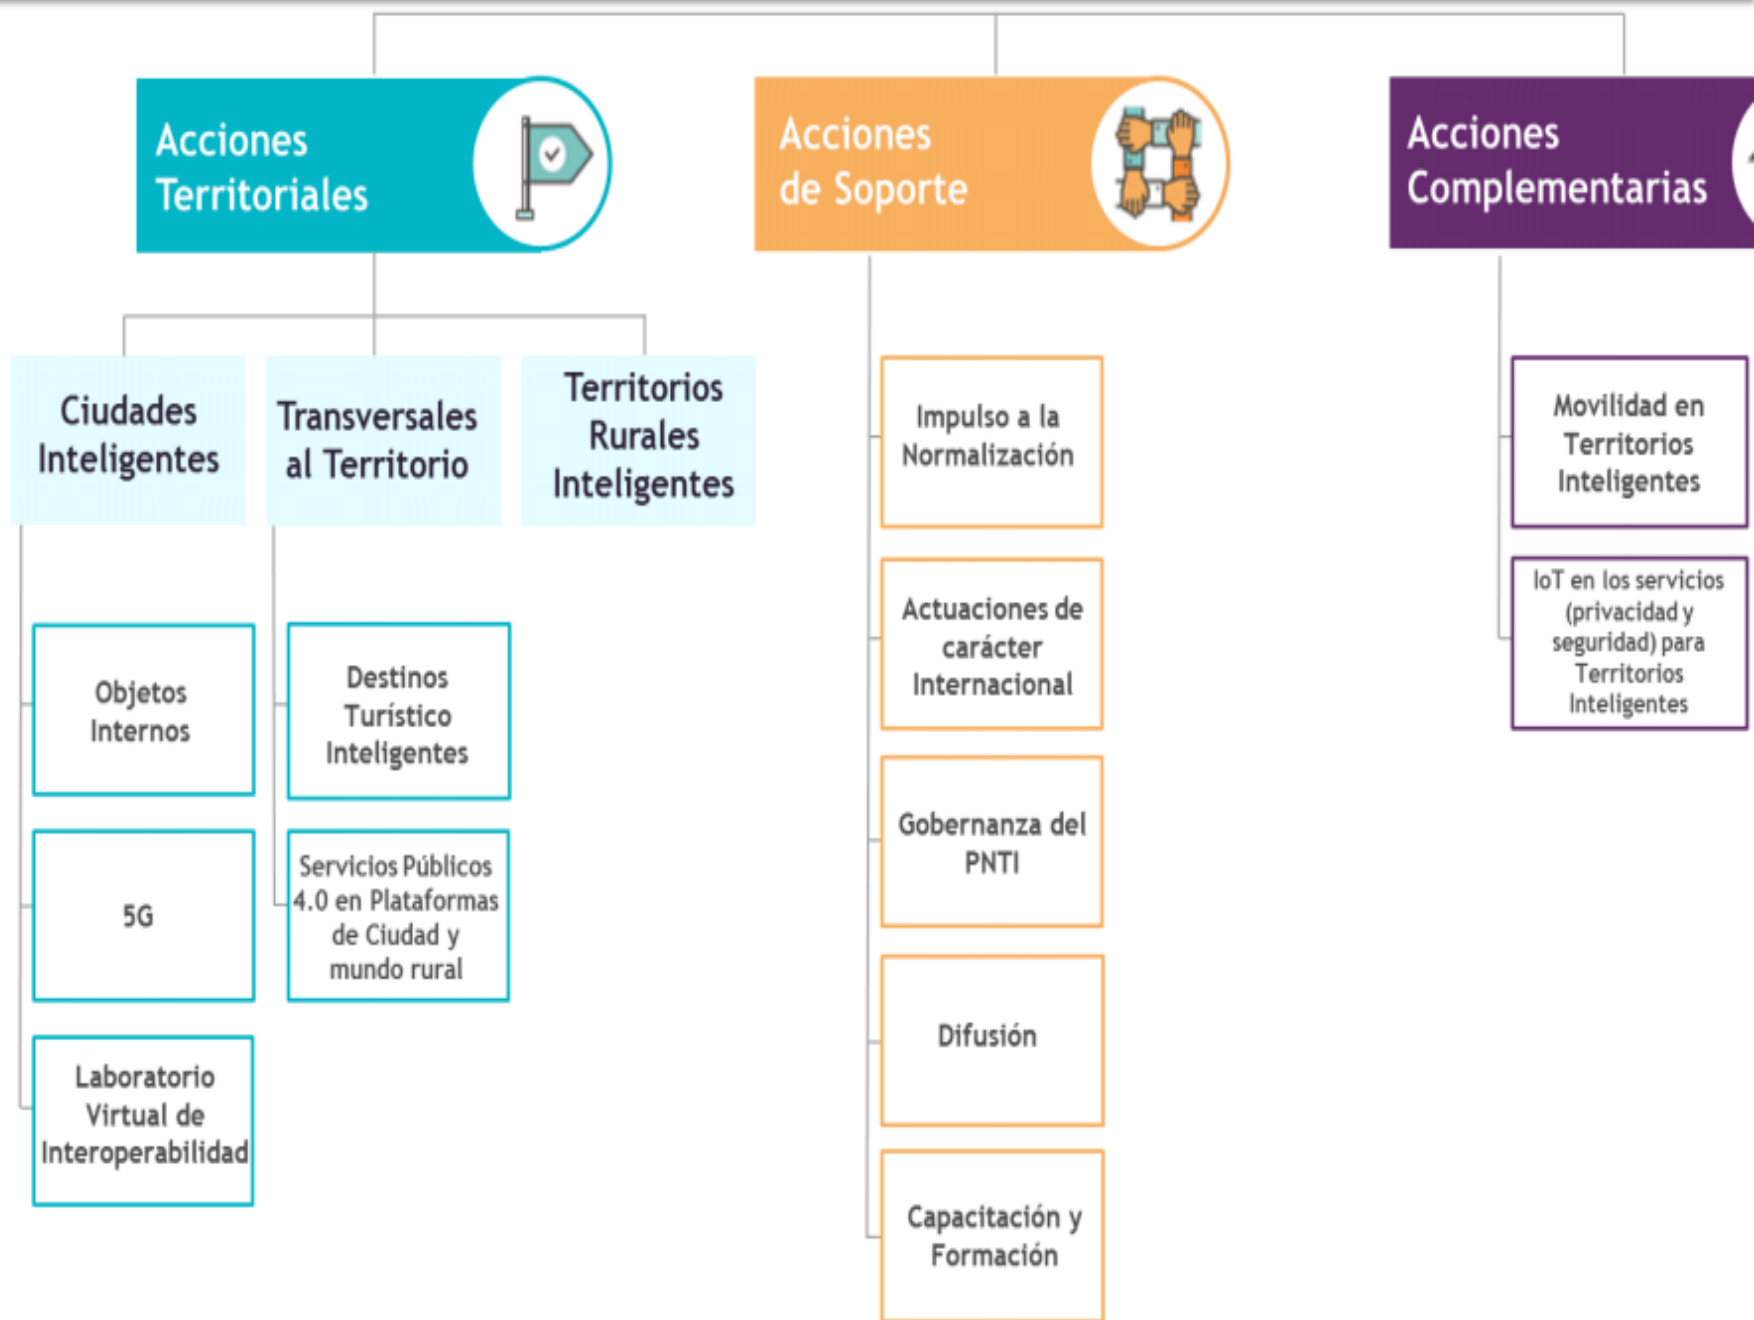 Acciones
Territoriales
Acciones
de Soporte
Acciones
Complementarias
Ciudades
Inteligentes
Transversales
al Territorio
Territorios
Rurales
Inteligentes
Objetos
Internos
5G
Laboratorio
Virtual de
Interoperabilidad
Destinos
Turístico
Inteligentes
Servicios Públicos
4.0 en Plataformas
de Ciudad y
mundo rural
Impulso a la
Normalización
Actuaciones de
carácter
Internacional
Gobernanza del
PNTI
Difusión
Capacitación y
Formación
Movilidad en
Territorios
Inteligentes
IoT en los servicios
(privacidad y
seguridad) para
Territorios
Inteligentes